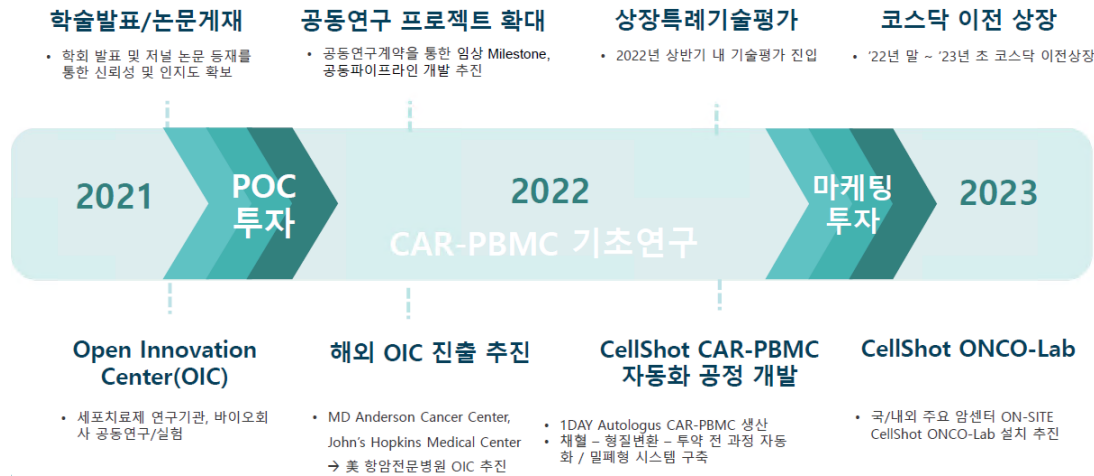 학술발표/논문게재
• 학회 발표 및 저널 논문 등재를
통한 신뢰성 및 인지도 확보
공동연구 프로젝트 확대
• 공동연구계약을 통한 임상 Milestone,
공동파이프라인 개발 추진
상장특례기술평가
• 2022년 상반기 내 기술평가 진입
코스닥 이전 상장
• ’22년 말 ~ ’23년 초 코스닥 이전상장
2021
POC
투자
2022
CAR-PBMC 기초연구
마케팅
투자
2023
Open Innovation
Center(OIC)
• 세포치료제 연구기관, 바이오회
사 공동연구/실험
해외 OIC 진출 추진
• MD Anderson Cancer Center,
John’s Hopkins Medical Center
→ 美 항암전문병원 OIC 추진
CellShot CAR-PBMC
자동화 공정 개발
• 1DAY Autologus CAR-PBMC 생산
• 채혈 – 형질변환 – 투약 전 과정 자동
화 / 밀폐형 시스템 구축
CellShot ONCO-Lab
• 국/내외 주요 암센터 ON-SITE
CellShot ONCO-Lab 설치 추진